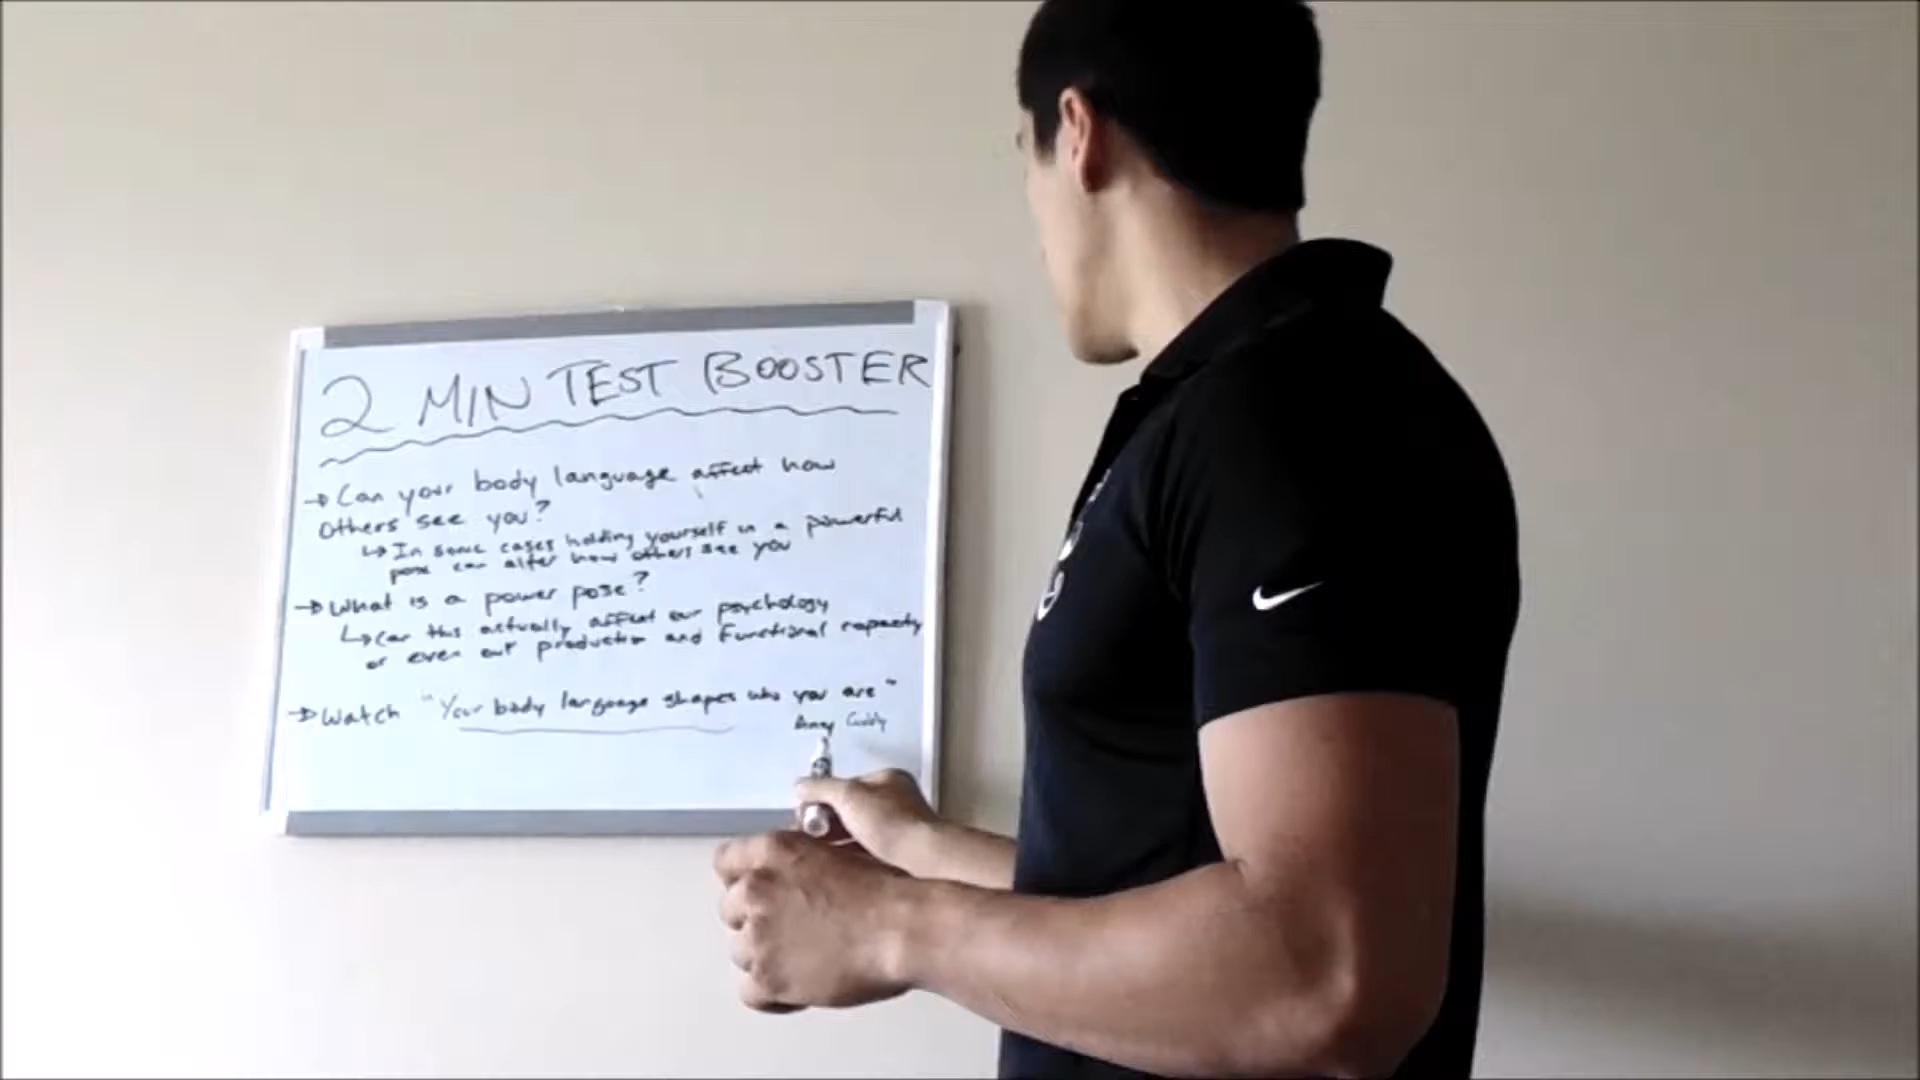 2 MIN TEST BOOSTER
→ Can your body language affect how
others see you?
↳ In some cases holding yourself in a powerful
pose can alter how others see you
→ What is a power pose?
↳ Can this actually affect our psychology
or even our production and functional capacity
→ Watch "Your body language shapes who you are"
Amy Cuddy